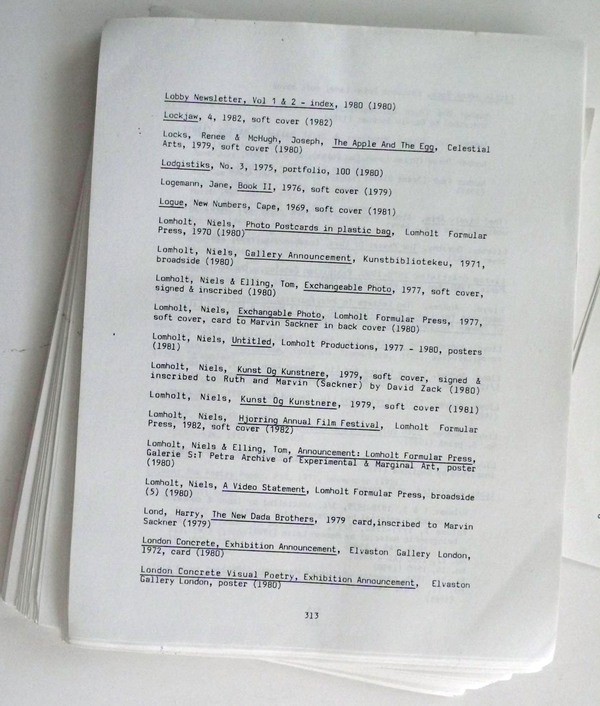 Lobby Newsletter, Vol 1 & 2 - index, 1980 (1980)
Lockjaw, 4, 1982, soft cover (1982)
Locks, Renee & McHugh, Joseph, The Apple And The Egg, Celestial
Arts, 1979, soft cover (1980)
Lodgistiks, No. 3, 1975, portfolio, 100 (1980)
Logemann, Jane, Book II, 1976, soft cover (1979)
Logue, New Numbers, Cape, 1969, soft cover (1981)
Lomholt, Niels, Photo Postcards in plastic bag, Lomholt Formular
Press, 1970 (1980)
Lomholt, Niels, Gallery Announcement, Kunstbibliotekeu, 1971,
broadside (1980)
Lomholt, Niels & Elling, Tom, Exchangeable Photo, 1977, soft cover,
signed & inscribed (1980)
Lomholt, Niels, Exchangable Photo, Lomholt Formular Press, 1977,
soft cover, card to Marvin Sackner in back cover (1980)
Lomholt, Niels, Untitled, Lomholt Productions, 1977 - 1980, posters
(1981)
Lomholt, Niels, Kunst Og Kunstnere, 1979, soft cover, signed &
inscribed to Ruth and Marvin (Sackner) by David Zack (1980)
Lomholt, Niels, Kunst Og Kunstnere, 1979, soft cover (1981)
Lomholt, Niels, Hjorring Annual Film Festival, Lomholt Formular
Press, 1982, soft cover (1982)
Lomholt, Niels & Elling, Tom, Announcement: Lomholt Formular Press,
Galerie S:T Petra Archive of Experimental & Marginal Art, poster
(1980)
Lomholt, Niels, A Video Statement, Lomholt Formular Press, broadside
(5) (1980)
Lond, Harry, The New Dada Brothers, 1979 card,inscribed to Marvin
Sackner (1979)
London Concrete, Exhibition Announcement, Elvaston Gallery London,
1972, card (1980)
London Concrete Visual Poetry, Exhibition Announcement, Elvaston
Gallery London, poster (1980)
313